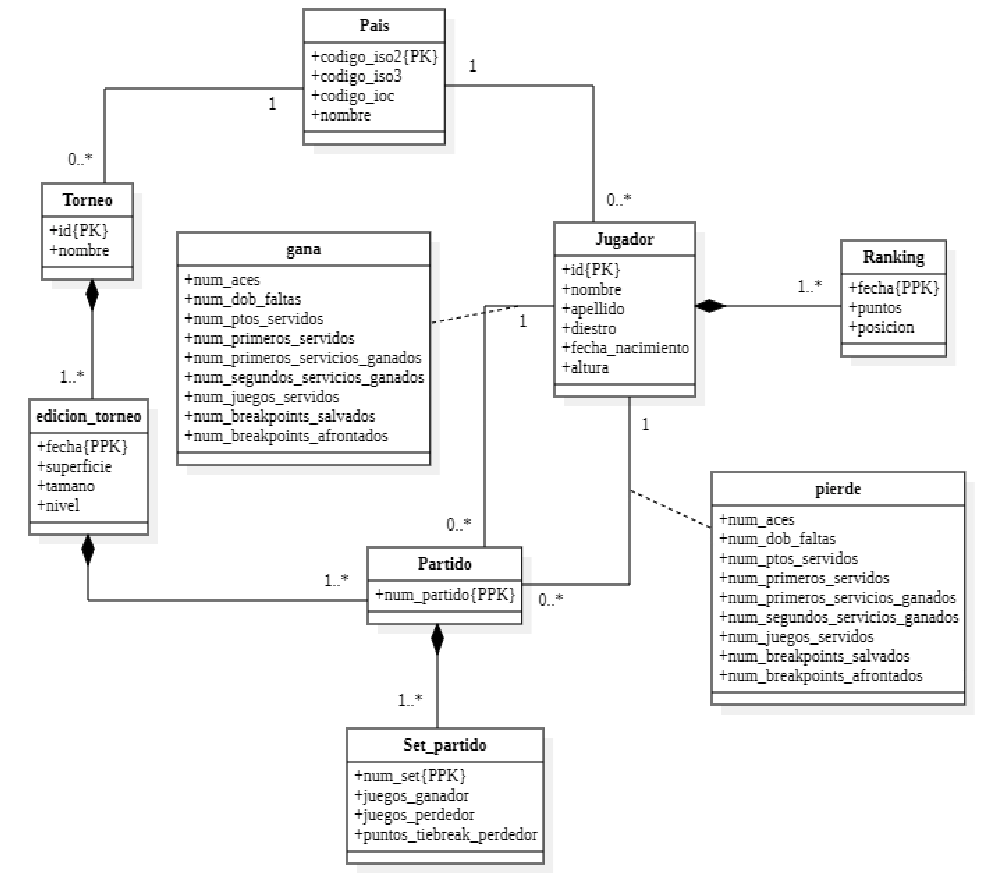 Pais
+codigo_iso2{PK}
+codigo_iso3
+codigo_ioc
+nombre
1
1
0..*
0..*
Torneo
+id{PK}
+nombre
gana
+num_aces
+num_dob_faltas
+num_ptos_servidos
+num_primeros_servidos
+num_primeros_servicios_ganados
+num_segundos_servicios_ganados
+num_juegos_servidos
+num_breakpoints_salvados
+num_breakpoints_afrontados
1
Jugador
+id{PK}
+nombre
+apellido
+diestro
+fecha_nacimiento
+altura
1..*
Ranking
+fecha{PPK}
+puntos
+posicion
1..*
edicion_torneo
+fecha{PPK}
+superficie
+tamano
+nivel
1
pierde
+num_aces
+num_dob_faltas
+num_ptos_servidos
+num_primeros_servidos
+num_primeros_servicios_ganados
+num_segundos_servicios_ganados
+num_juegos_servidos
+num_breakpoints_salvados
+num_breakpoints_afrontados
0..*
1..*
Partido
+num_partido{PPK}
0..*
1..*
Set_partido
+num_set{PPK}
+juegos_ganador
+juegos_perdedor
+puntos_tiebreak_perdedor